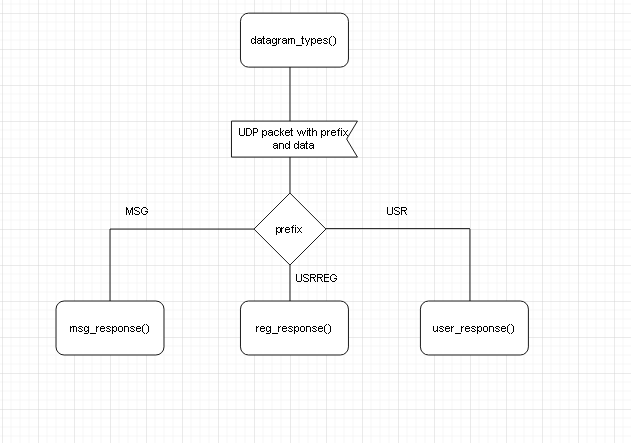 datagram_types()
UDP packet with prefix
and data
MSG
USR
prefix
USRREG
msg_response()
reg_response()
user_response()